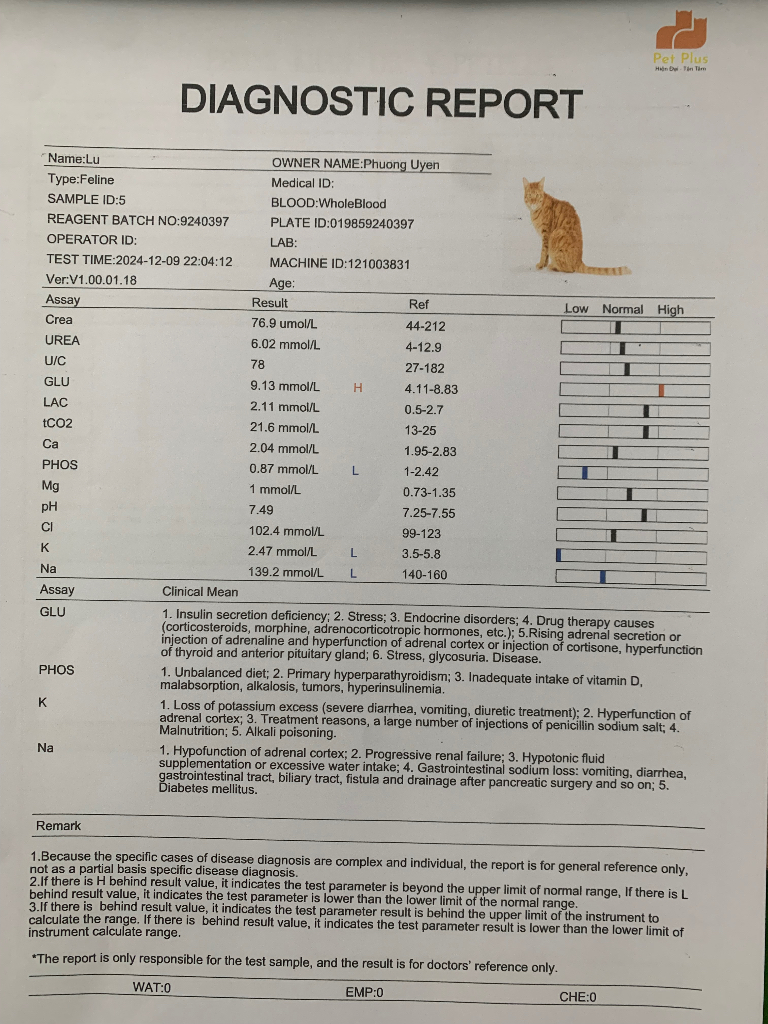 Pet Plus
Hiện Đại - Tận Tâm
DIAGNOSTIC REPORT
Name:Lu OWNER NAME:Phuong Uyen
Type:Feline Medical ID:
SAMPLE ID:5 BLOOD:WholeBlood
REAGENT BATCH NO:9240397 PLATE ID:019859240397
OPERATOR ID: LAB:
TEST TIME:2024-12-09 22:04:12 MACHINE ID:121003831
Ver:V1.00.01.18 Age:
Assay Result Ref Low Normal High
Crea 76.9 umol/L 44-212
UREA 6.02 mmol/L 4-12.9
U/C 78 27-182
GLU 9.13 mmol/L H 4.11-8.83
LAC 2.11 mmol/L 0.5-2.7
tCO2 21.6 mmol/L 13-25
Ca 2.04 mmol/L 1.95-2.83
PHOS 0.87 mmol/L L 1-2.42
Mg 1 mmol/L 0.73-1.35
pH 7.49 7.25-7.55
Cl 102.4 mmol/L 99-123
K 2.47 mmol/L L 3.5-5.8
Na 139.2 mmol/L L 140-160
Assay Clinical Mean
GLU 1. Insulin secretion deficiency; 2. Stress; 3. Endocrine disorders; 4. Drug therapy causes
(corticosteroids, morphine, adrenocorticotropic hormones, etc.); 5.Rising adrenal secretion or
injection of adrenaline and hyperfunction of adrenal cortex or injection of cortisone, hyperfunction
of thyroid and anterior pituitary gland; 6. Stress, glycosuria. Disease.
PHOS 1. Unbalanced diet; 2. Primary hyperparathyroidism; 3. Inadequate intake of vitamin D,
malabsorption, alkalosis, tumors, hyperinsulinemia.
K 1. Loss of potassium excess (severe diarrhea, vomiting, diuretic treatment); 2. Hyperfunction of
adrenal cortex; 3. Treatment reasons, a large number of injections of penicillin sodium salt; 4.
Malnutrition; 5. Alkali poisoning.
Na 1. Hypofunction of adrenal cortex; 2. Progressive renal failure; 3. Hypotonic fluid
supplementation or excessive water intake; 4. Gastrointestinal sodium loss: vomiting, diarrhea,
gastrointestinal tract, biliary tract, fistula and drainage after pancreatic surgery and so on; 5.
Diabetes mellitus.
Remark
1.Because the specific cases of disease diagnosis are complex and individual, the report is for general reference only,
not as a partial basis specific disease diagnosis.
2.If there is H behind result value, it indicates the test parameter is beyond the upper limit of normal range, If there is L
behind result value, it indicates the test parameter is lower than the lower limit of the normal range.
3.If there is behind result value, it indicates the test parameter result is behind the upper limit of the instrument to
calculate the range. If there is behind result value, it indicates the test parameter result is lower than the lower limit of
instrument calculate range.
*The report is only responsible for the test sample, and the result is for doctors' reference only.
WAT:0 EMP:0 CHE:0